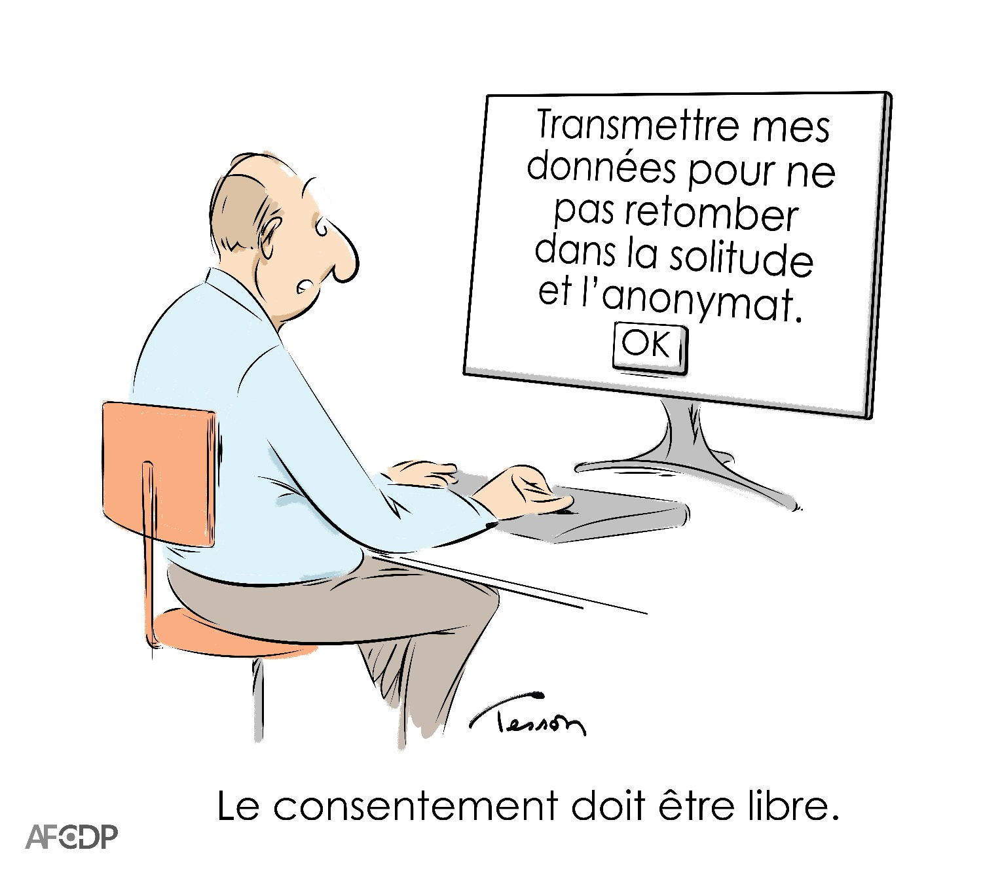 Transmettre mes
données pour ne
pas retomber
dans la solitude
et l'anonymat.
OK
Tesson
Le consentement doit être libre.
AFCDP